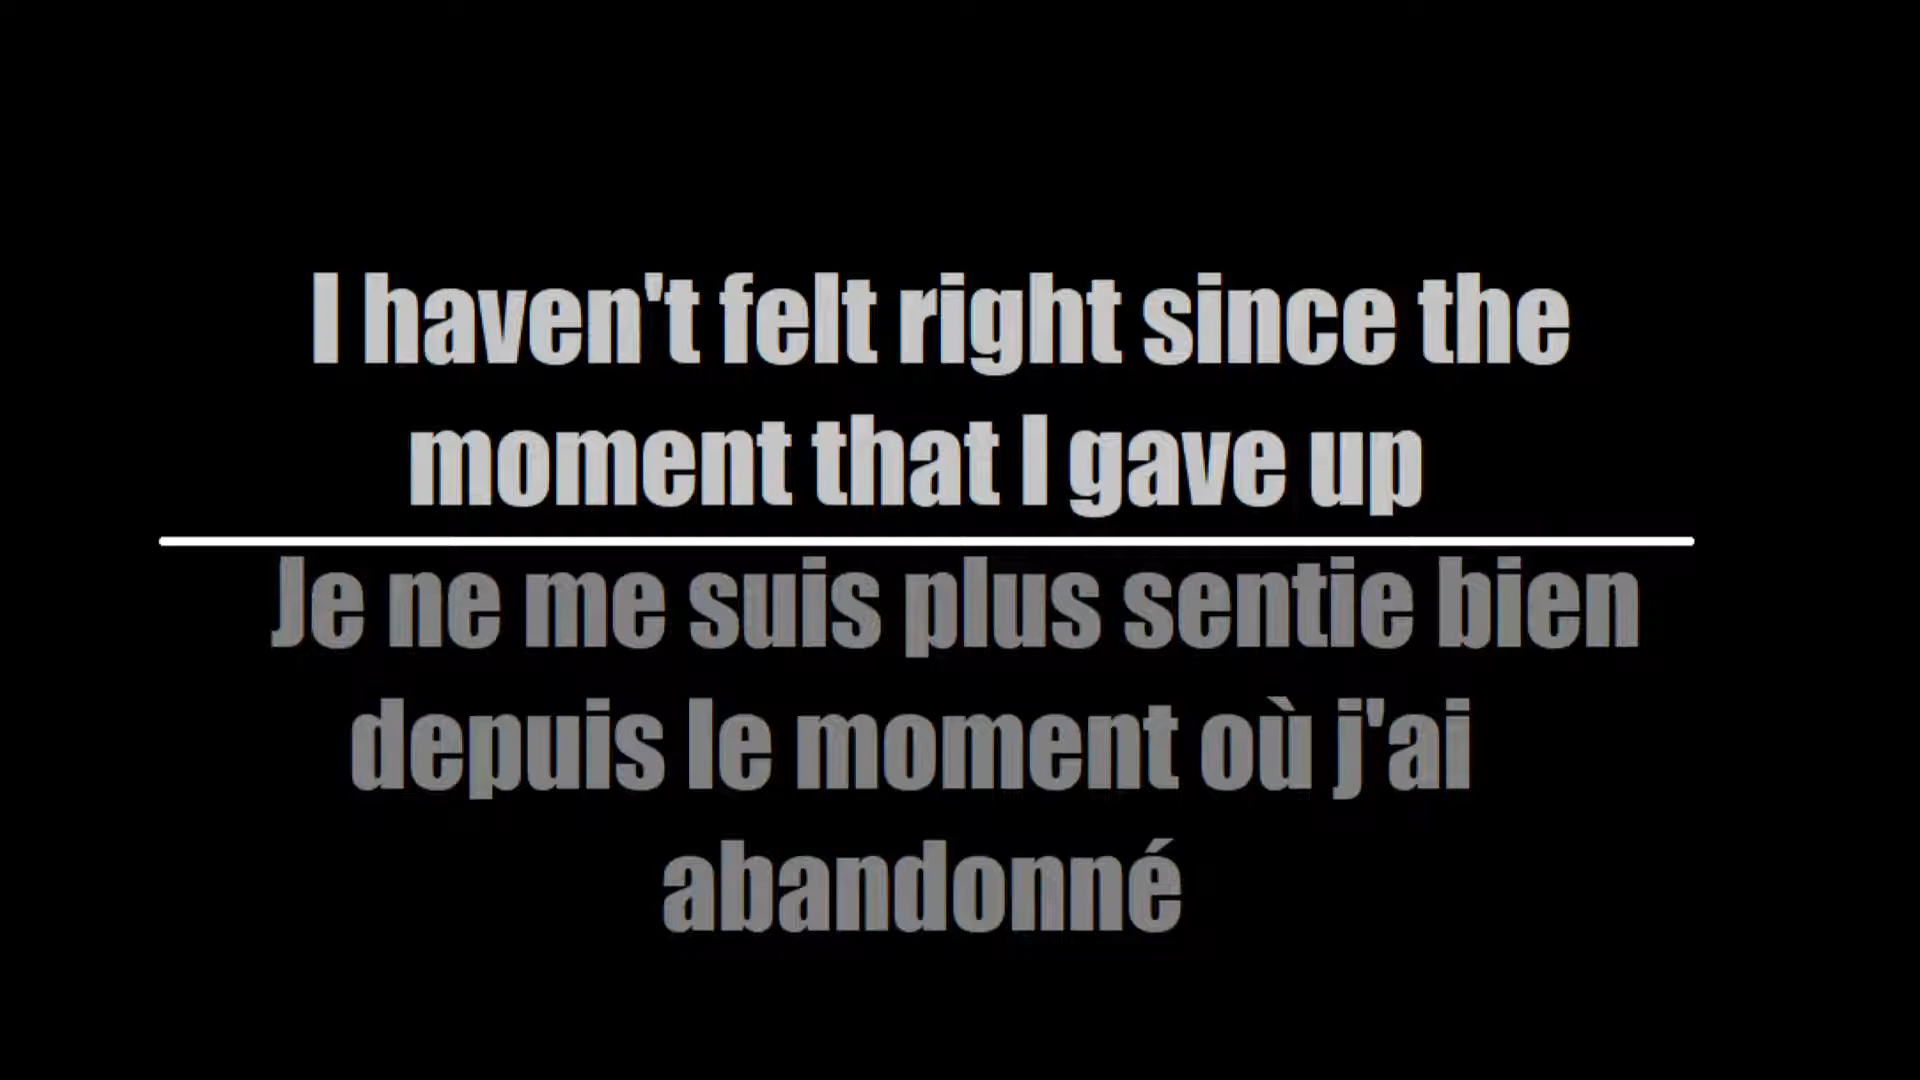 I haven't felt right since the
moment that I gave up
Je ne me suis plus sentie bien
depuis le moment où j'ai
abandonné